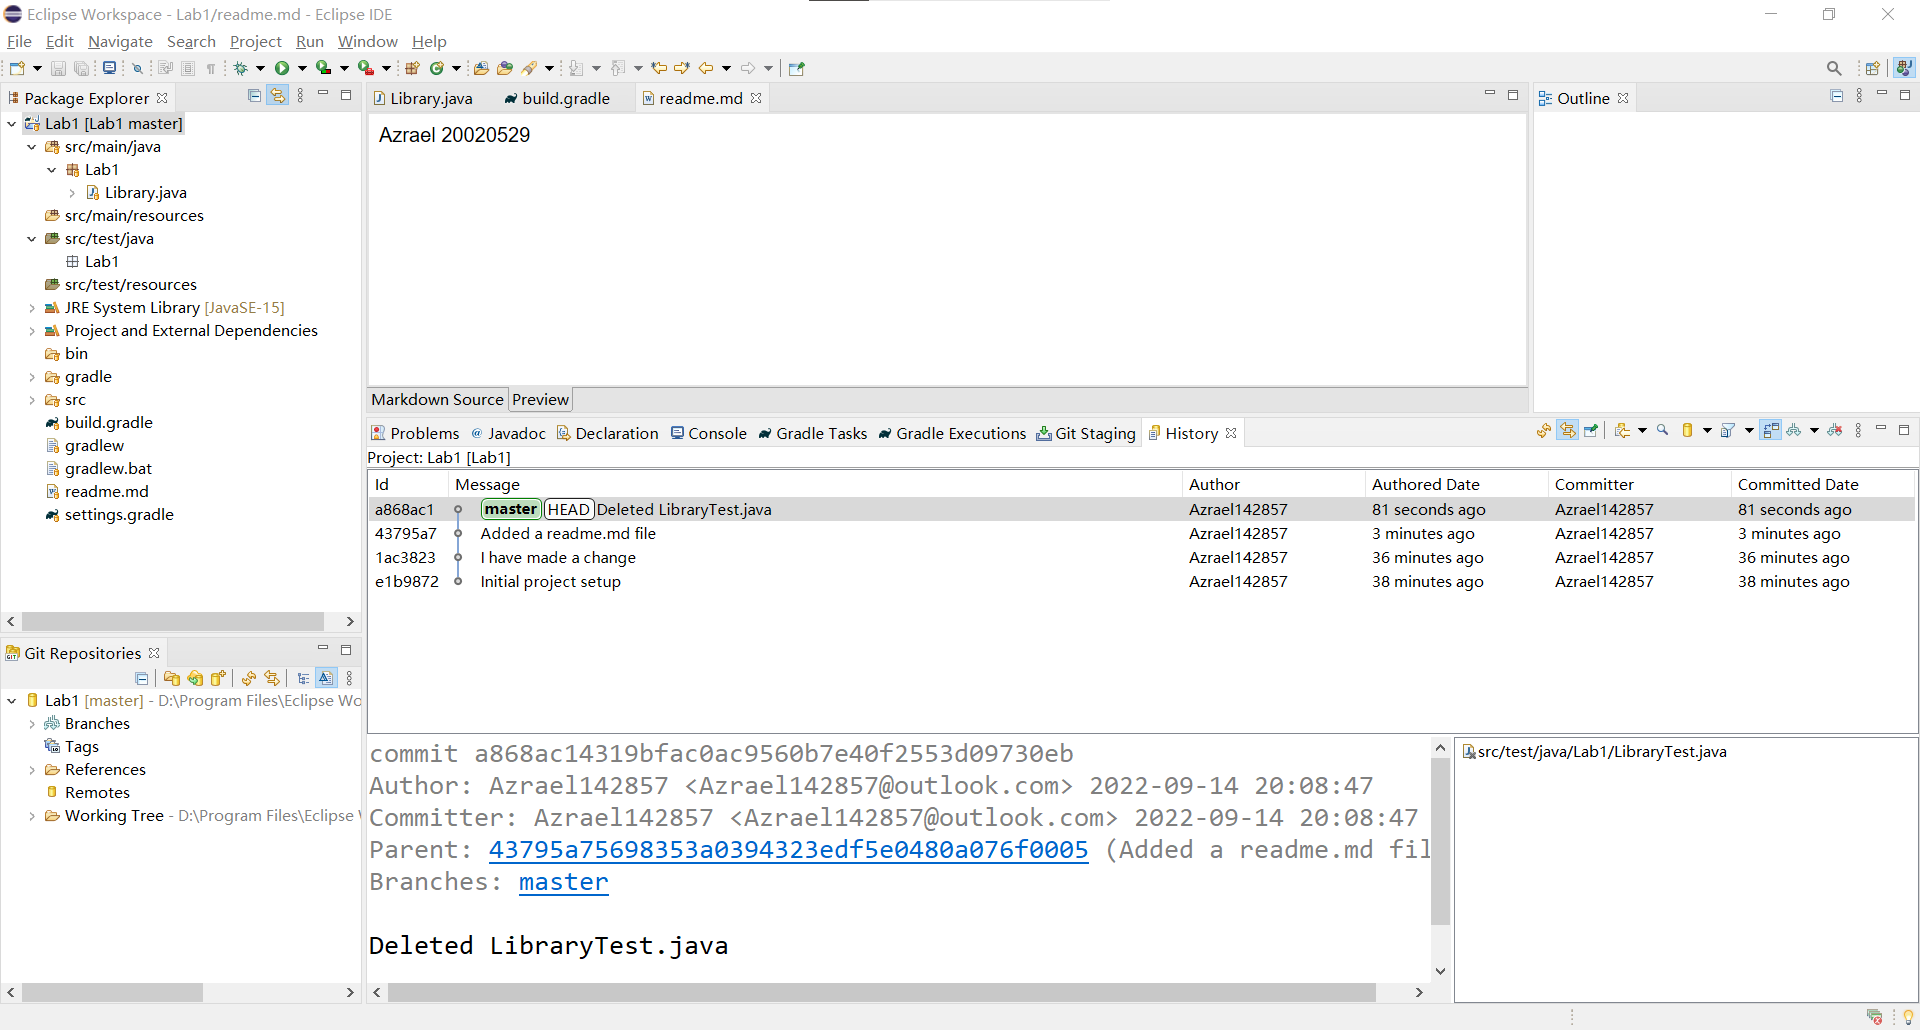 Eclipse Workspace - Lab1/readme.md - Eclipse IDE
File Edit Navigate Search Project Run Window Help
Package Explorer
Lab1 [Lab1 master]
src/main/java
Lab1
Library.java
src/main/resources
src/test/java
Lab1
src/test/resources
JRE System Library [JavaSE-15]
Project and External Dependencies
bin
gradle
src
build.gradle
gradlew
gradlew.bat
readme.md
settings.gradle
Git Repositories
Lab1 [master] - D:\Program Files\Eclipse Wo
Branches
Tags
References
Remotes
Working Tree - D:\Program Files\Eclipse
Library.java build.gradle readme.md
Azrael 20020529
Markdown Source Preview
Outline
Problems Javadoc Declaration Console Gradle Tasks Gradle Executions Git Staging History
Project: Lab1 [Lab1]
Id Message Author Authored Date Committer Committed Date
a868ac1 master HEAD Deleted LibraryTest.java Azrael142857 81 seconds ago Azrael142857 81 seconds ago
43795a7 Added a readme.md file Azrael142857 3 minutes ago Azrael142857 3 minutes ago
1ac3823 I have made a change Azrael142857 36 minutes ago Azrael142857 36 minutes ago
e1b9872 Initial project setup Azrael142857 38 minutes ago Azrael142857 38 minutes ago
commit a868ac14319bfac0ac9560b7e40f2553d09730eb
Author: Azrael142857 <Azrael142857@outlook.com> 2022-09-14 20:08:47
Committer: Azrael142857 <Azrael142857@outlook.com> 2022-09-14 20:08:47
Parent: 43795a75698353a0394323edf5e0480a076f0005 (Added a readme.md fil
Branches: master
Deleted LibraryTest.java
src/test/java/Lab1/LibraryTest.java